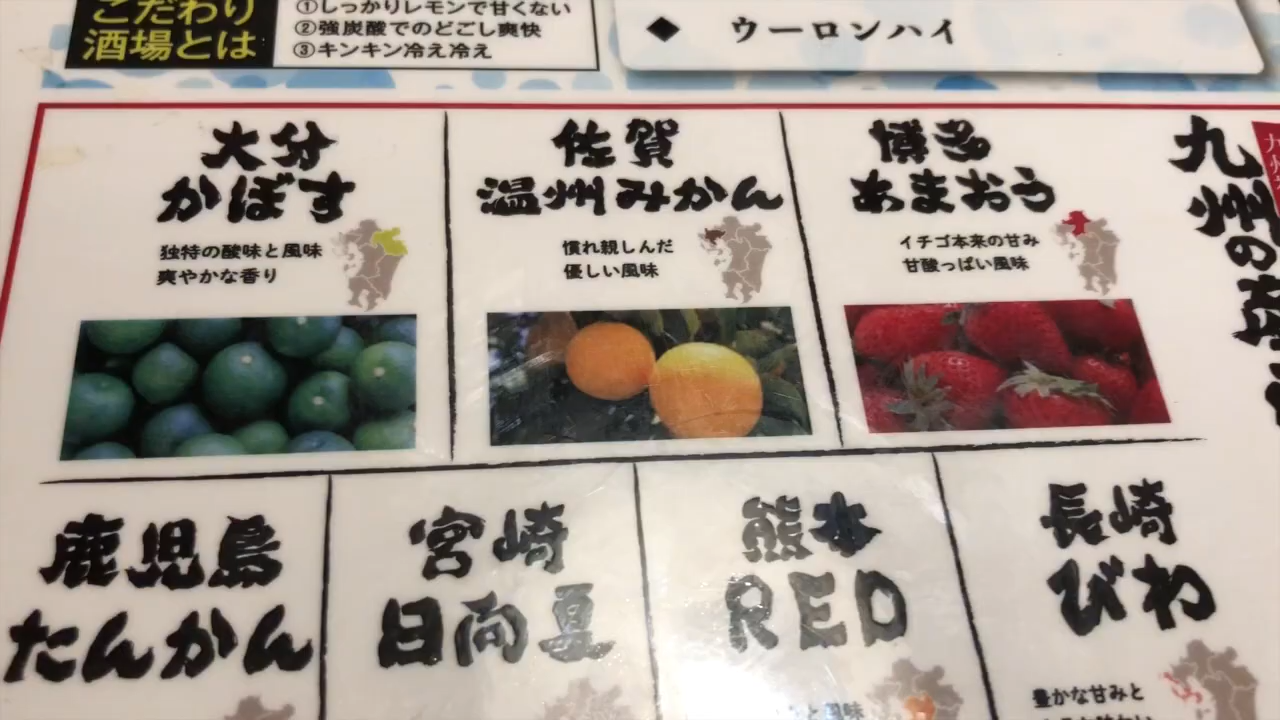 こだわり
酒場とは
①しっかりレモンで甘くない
②強炭酸でのどごし爽快
③キンキン冷え冷え
◆ ウーロンハイ
大分
かぼす
独特の酸味と風味
爽やかな香り
佐賀
温州みかん
慣れ親しんだ
優しい風味
博多
あまおう
イチゴ本来の甘み
甘酸っぱい風味
鹿児島
たんかん
宮崎
日向夏
熊本
RED
と風味
長崎
びわ
豊かな甘みと